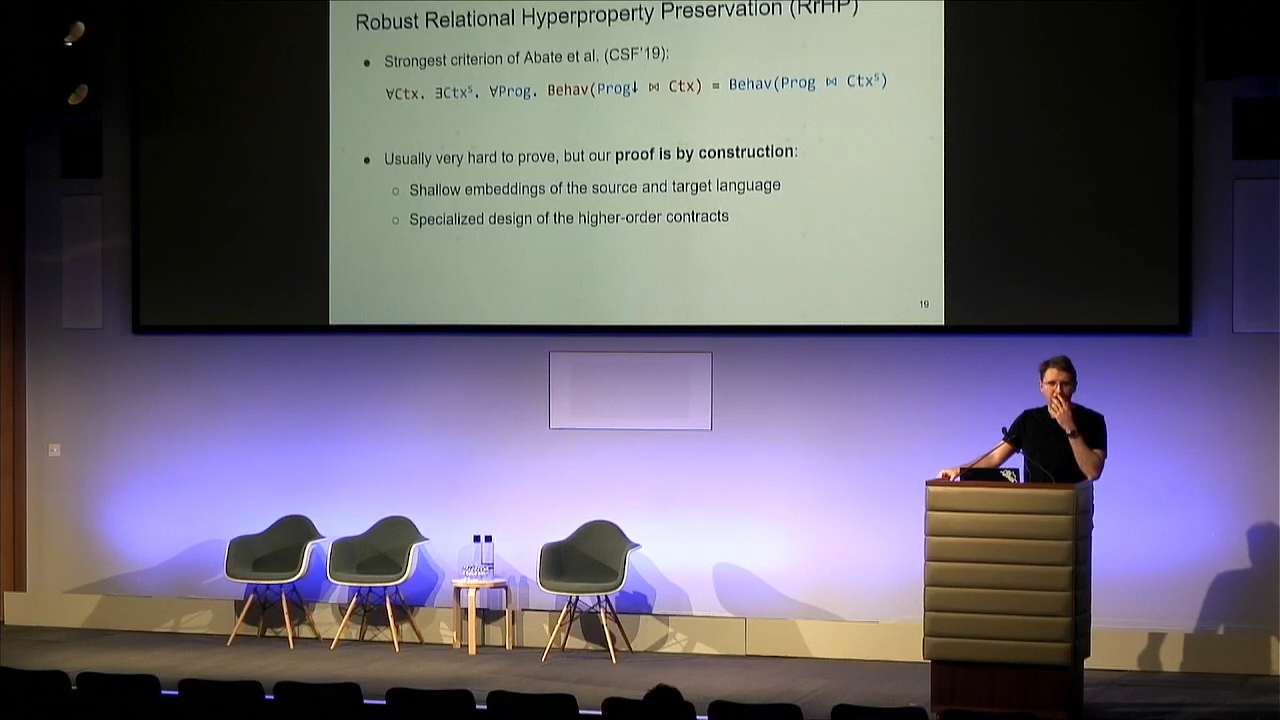 Robust Relational Hyperproperty Preservation (RrHP)
● Strongest criterion of Abate et al. (CSF'19):
∀Ctx. ∃Ctxˢ. ∀Prog. Behav(Prog↓ ⋈ Ctx) = Behav(Prog ⋈ Ctxˢ)
● Usually very hard to prove, but our proof is by construction:
○ Shallow embeddings of the source and target language
○ Specialized design of the higher-order contracts
19